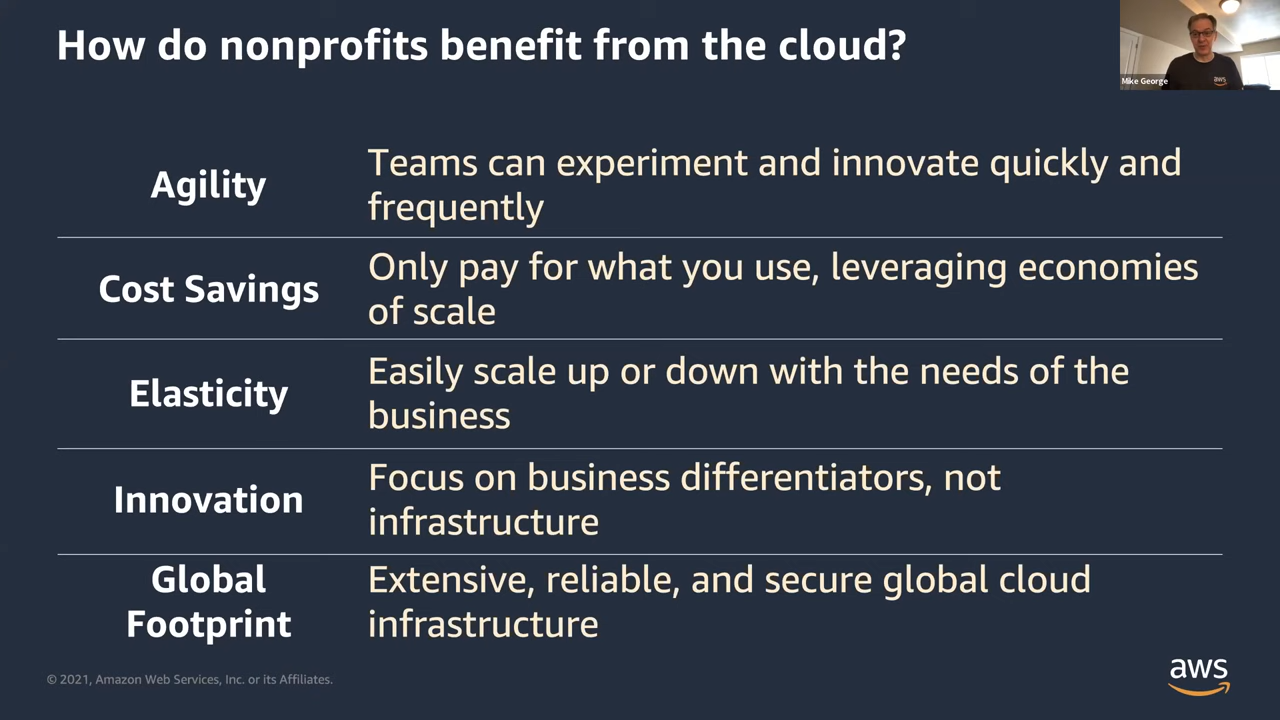 How do nonprofits benefit from the cloud?
aws
Mike George
Agility
Teams can experiment and innovate quickly and
frequently
Cost Savings
Only pay for what you use, leveraging economies
of scale
Elasticity
Easily scale up or down with the needs of the
business
Innovation
Focus on business differentiators, not
infrastructure
Global
Footprint
Extensive, reliable, and secure global cloud
infrastructure
© 2021, Amazon Web Services, Inc. or its Affiliates.
aws